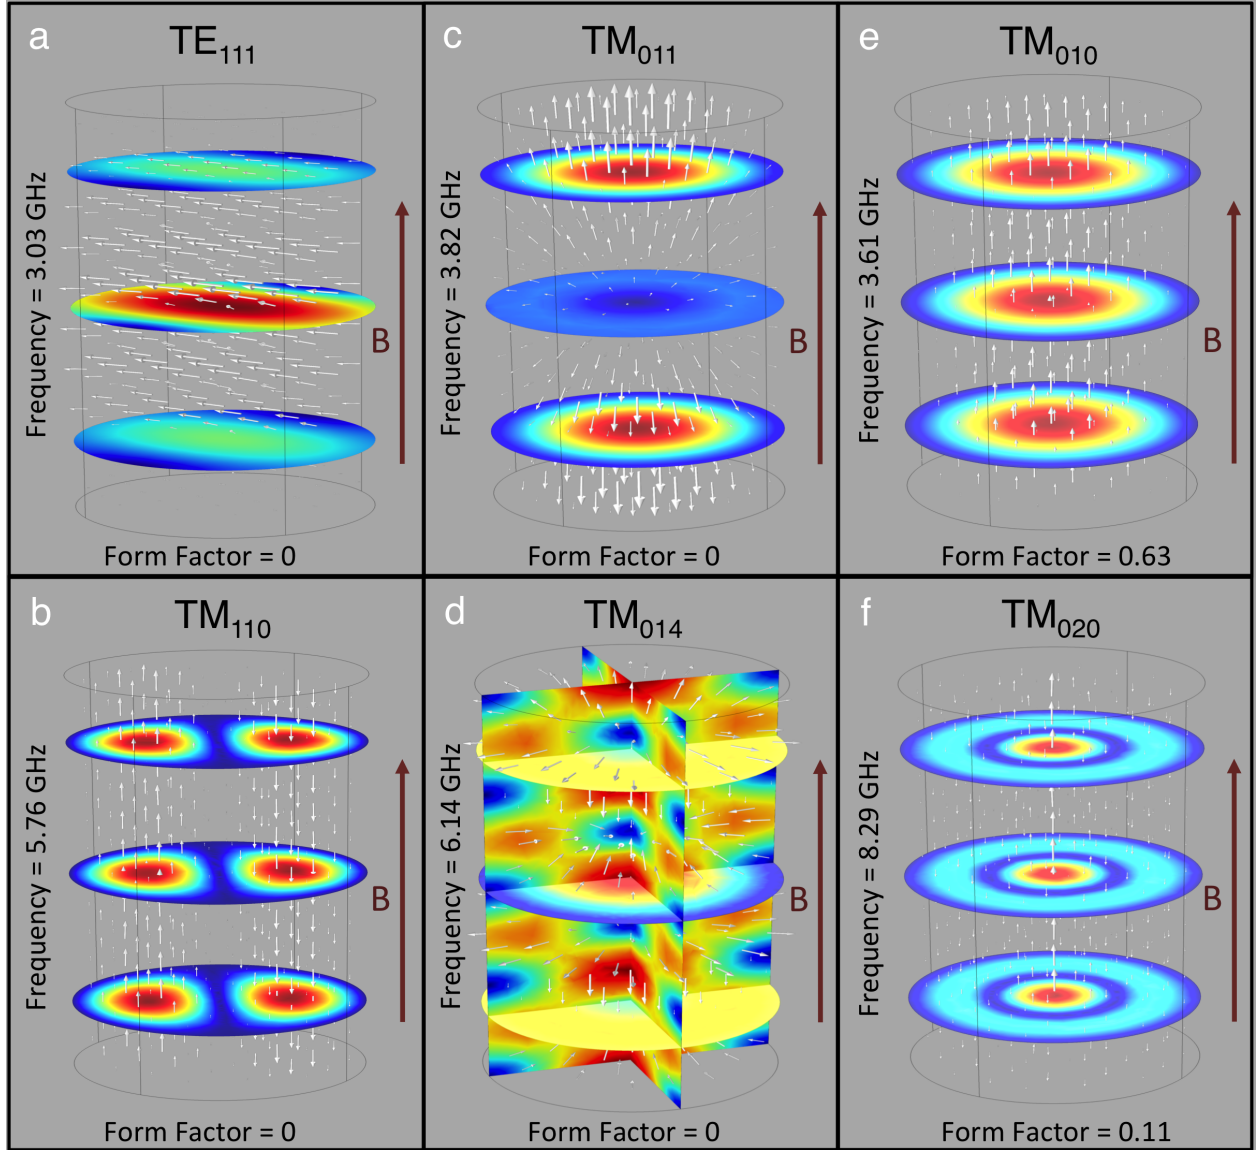 a
TE111
Frequency = 3.03 GHz
B
Form Factor = 0
c
TM011
Frequency = 3.82 GHz
B
Form Factor = 0
e
TM010
Frequency = 3.61 GHz
B
Form Factor = 0.63
b
TM110
Frequency = 5.76 GHz
B
Form Factor = 0
d
TM014
Frequency = 6.14 GHz
B
Form Factor = 0
f
TM020
Frequency = 8.29 GHz
B
Form Factor = 0.11